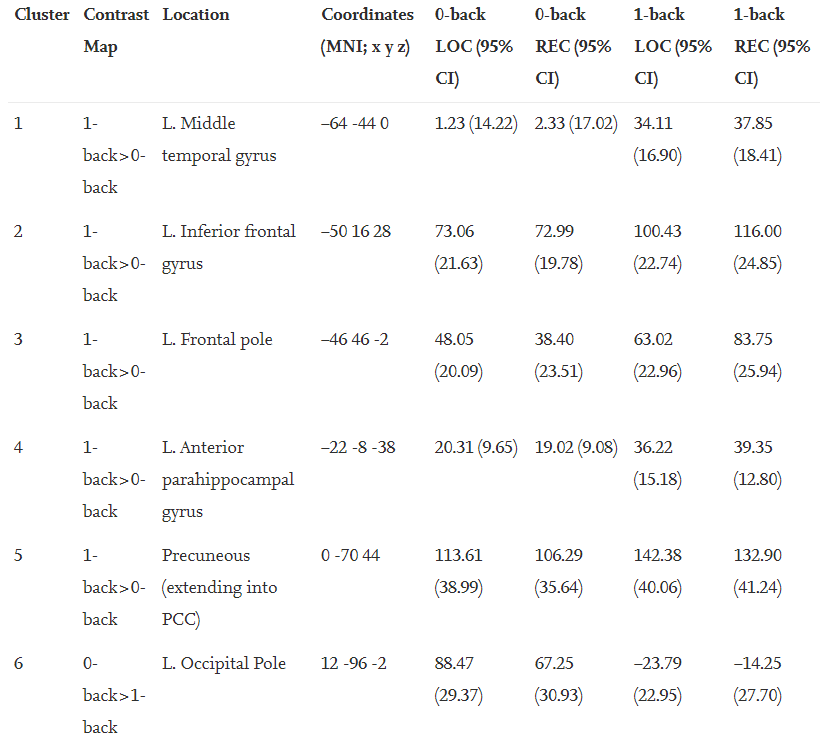 Cluster Contrast Location Coordinates 0-back 0-back 1-back 1-back
Map (MNI; x y z) LOC (95% REC (95% LOC (95% REC (95%
CI) CI) CI) CI)
1 1- L. Middle –64 -44 0 1.23 (14.22) 2.33 (17.02) 34.11 37.85
back>0- temporal gyrus (16.90) (18.41)
back
2 1- L. Inferior frontal –50 16 28 73.06 72.99 100.43 116.00
back>0- gyrus (21.63) (19.78) (22.74) (24.85)
back
3 1- L. Frontal pole –46 46 -2 48.05 38.40 63.02 83.75
back>0- (20.09) (23.51) (22.96) (25.94)
back
4 1- L. Anterior –22 -8 -38 20.31 (9.65) 19.02 (9.08) 36.22 39.35
back>0- parahippocampal (15.18) (12.80)
back gyrus
5 1- Precuneous 0 -70 44 113.61 106.29 142.38 132.90
back>0- (extending into (38.99) (35.64) (40.06) (41.24)
back PCC)
6 0- L. Occipital Pole 12 -96 -2 88.47 67.25 –23.79 –14.25
back>1- (29.37) (30.93) (22.95) (27.70)
back